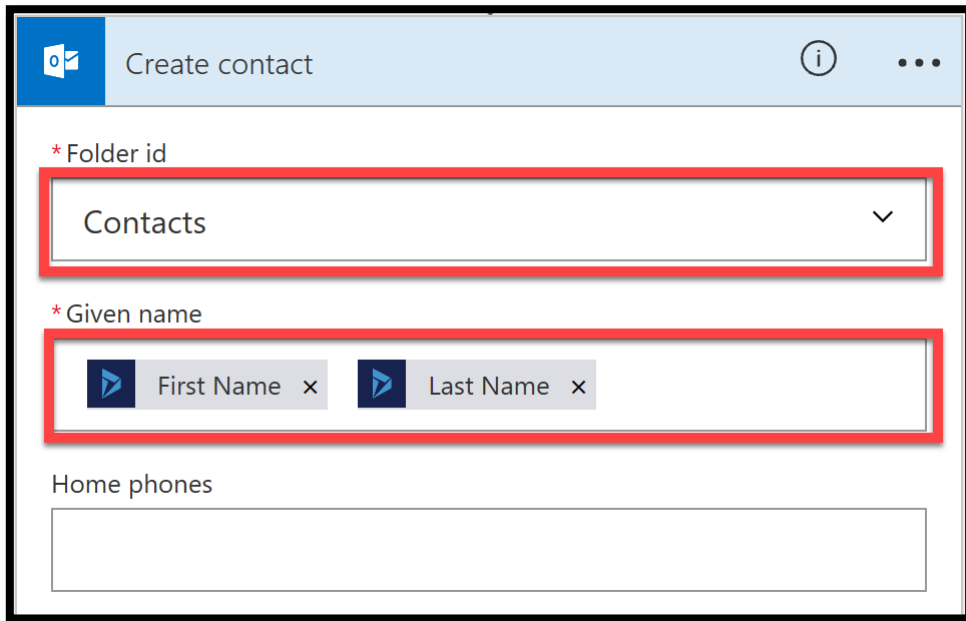 Create contact
* Folder id
Contacts
* Given name
First Name × Last Name ×
Home phones